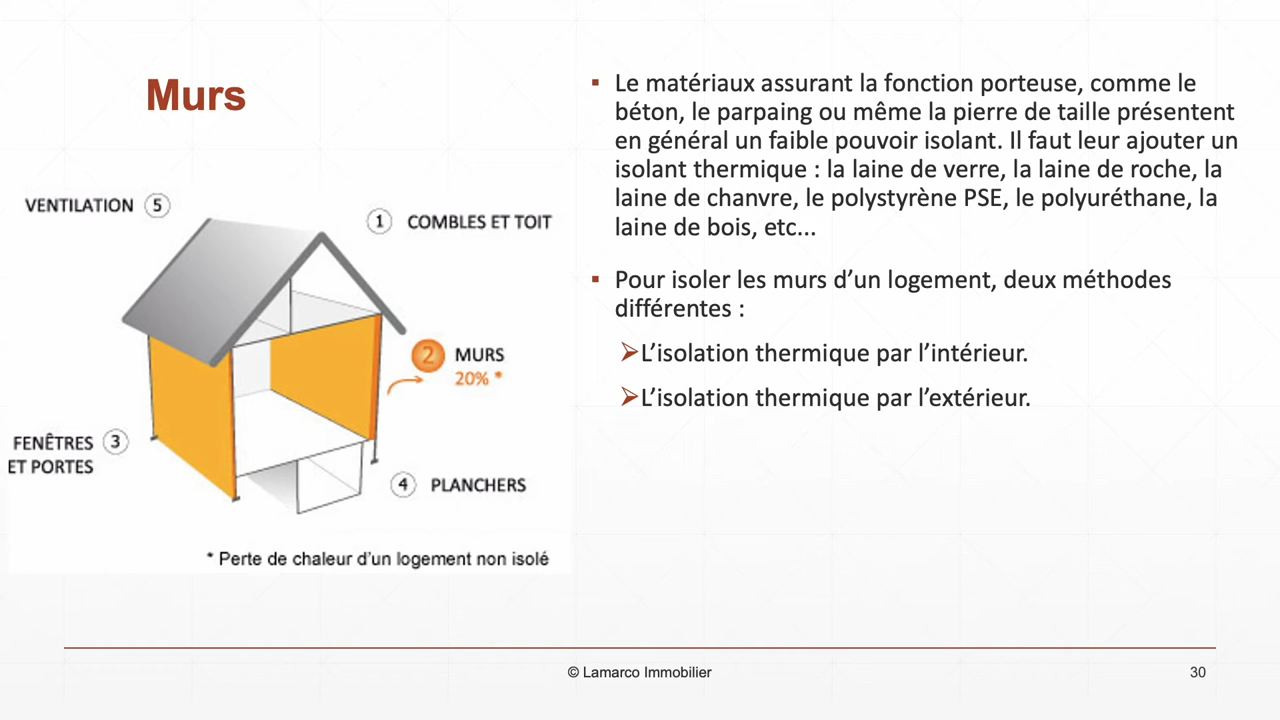 Murs
VENTILATION 5
1 COMBLES ET TOIT
2 MURS
20% *
FENÊTRES 3
ET PORTES
4 PLANCHERS
* Perte de chaleur d'un logement non isolé
▪ Le matériaux assurant la fonction porteuse, comme le
béton, le parpaing ou même la pierre de taille présentent
en général un faible pouvoir isolant. Il faut leur ajouter un
isolant thermique : la laine de verre, la laine de roche, la
laine de chanvre, le polystyrène PSE, le polyuréthane, la
laine de bois, etc...
▪ Pour isoler les murs d’un logement, deux méthodes
différentes :
➢L’isolation thermique par l’intérieur.
➢L’isolation thermique par l’extérieur.
© Lamarco Immobilier
30